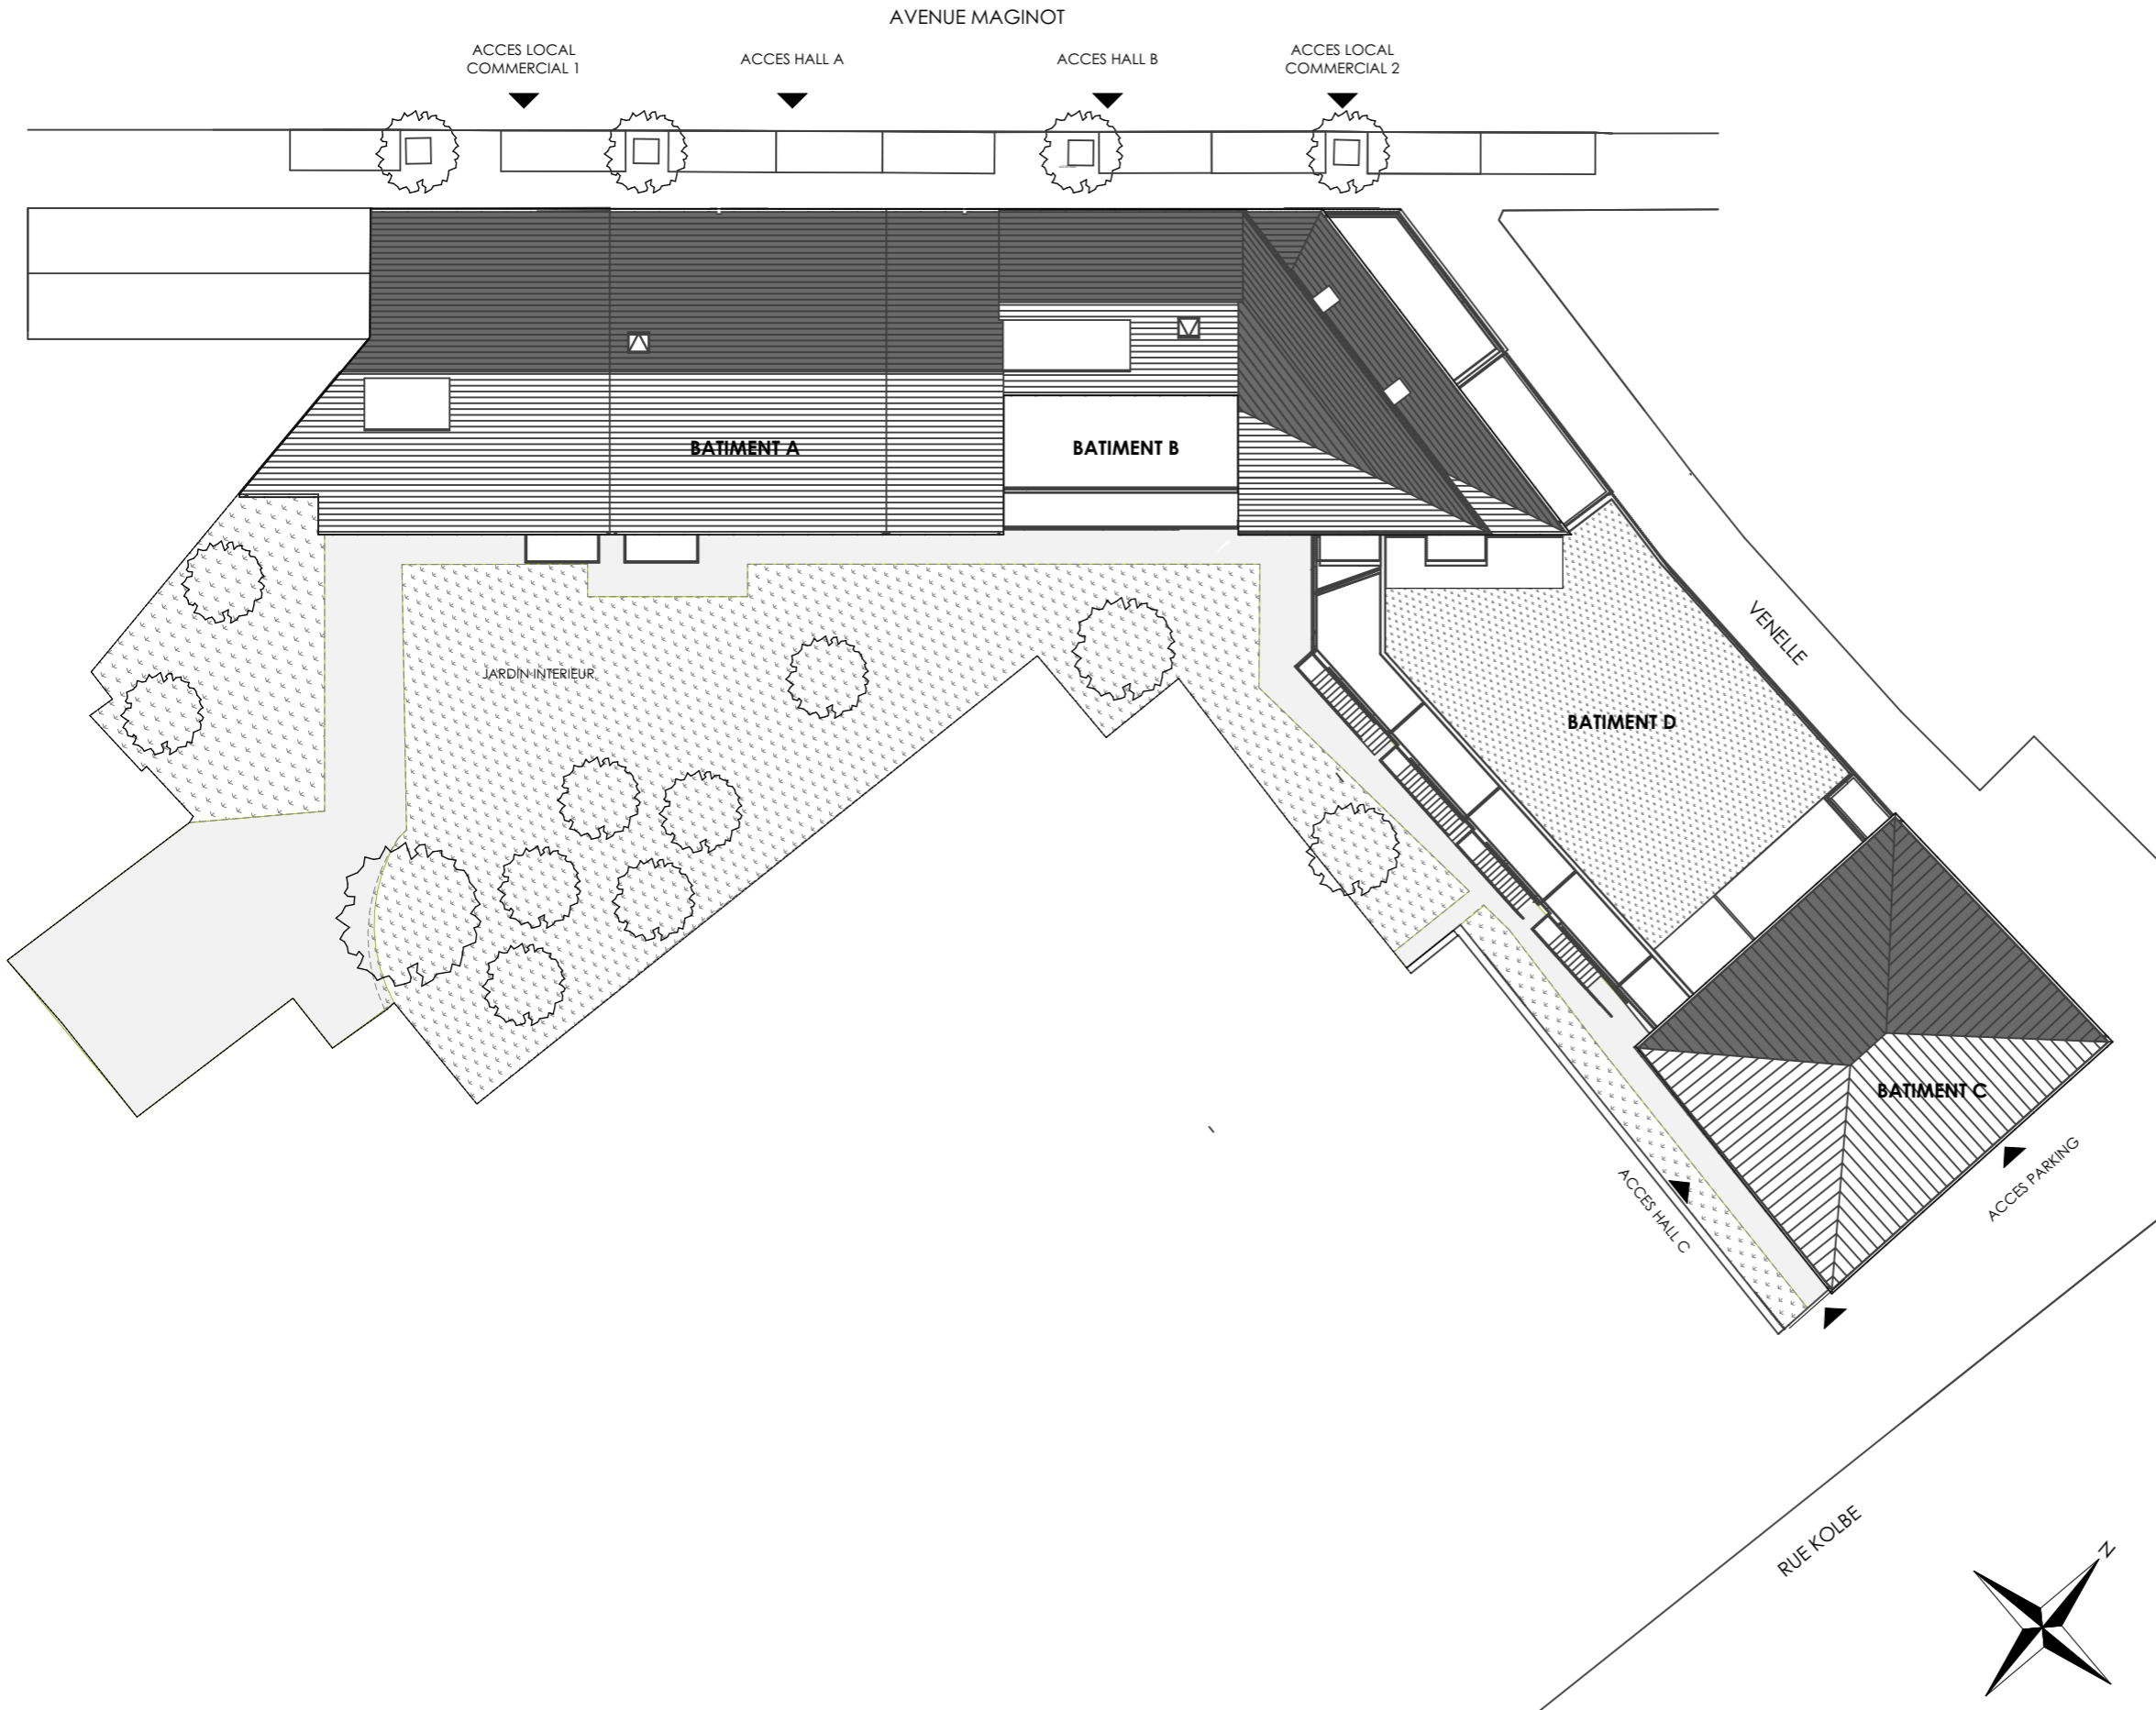 AVENUE MAGINOT
ACCES LOCAL
COMMERCIAL 1
ACCES HALL A
ACCES HALL B
ACCES LOCAL
COMMERCIAL 2
BATIMENT A
BATIMENT B
VENELLE
JARDIN INTERIEUR
BATIMENT D
BATIMENT C
ACCES PARKING
ACCES HALL C
RUE KOLBE
N